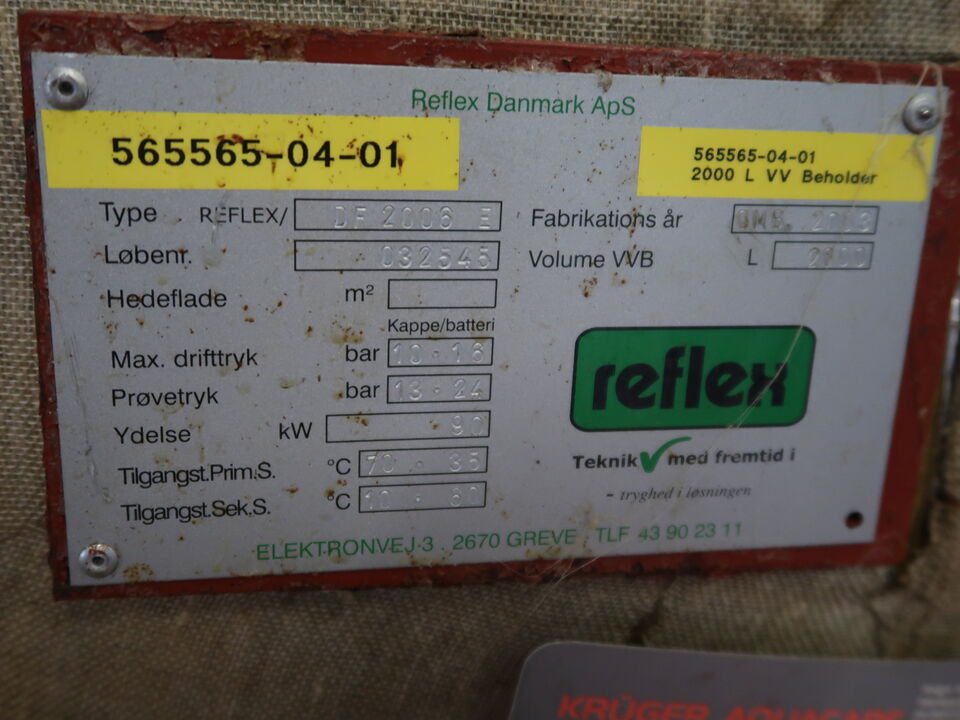 Reflex Danmark ApS
565565-04-01
565565-04-01
2000 L VV Beholder
Type REFLEX/ DF 2006 E
Fabrikations år 2003
Løbenr. 032545
Volume VVB L
Hedeflade m²
Kappe/batteri
Max. drifttryk bar 10 - 16
Prøvetryk bar 13 - 24
Ydelse kW 90
Tilgangst.Prim.S. °C 70 - 35
Tilgangst.Sek.S. °C 10 - 60
reflex
Teknik med fremtid i
- tryghed i løsningen
ELEKTRONVEJ 3 2670 GREVE TLF 43 90 23 11
KRÜGER AQUACARE